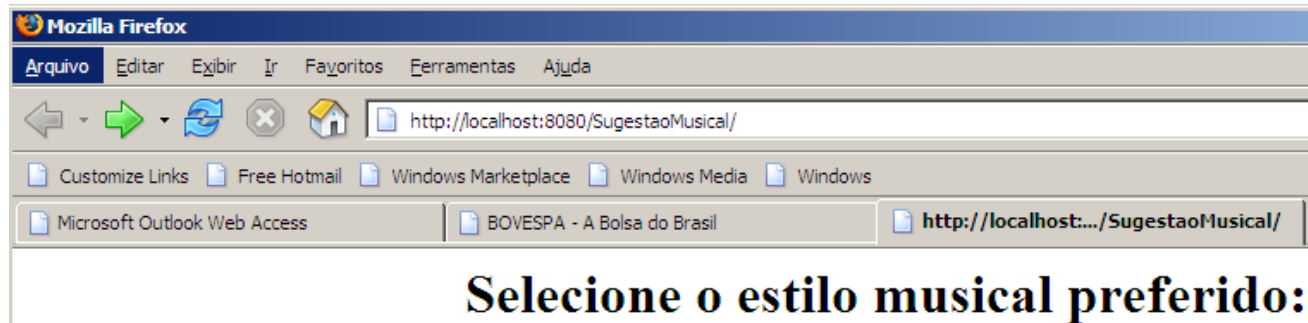 Mozilla Firefox
Arquivo Editar Exibir Ir Favoritos Ferramentas Ajuda
http://localhost:8080/SugestaoMusical/
Customize Links Free Hotmail Windows Marketplace Windows Media Windows
Microsoft Outlook Web Access BOVESPA - A Bolsa do Brasil http://localhost:.../SugestaoMusical/
Selecione o estilo musical preferido: